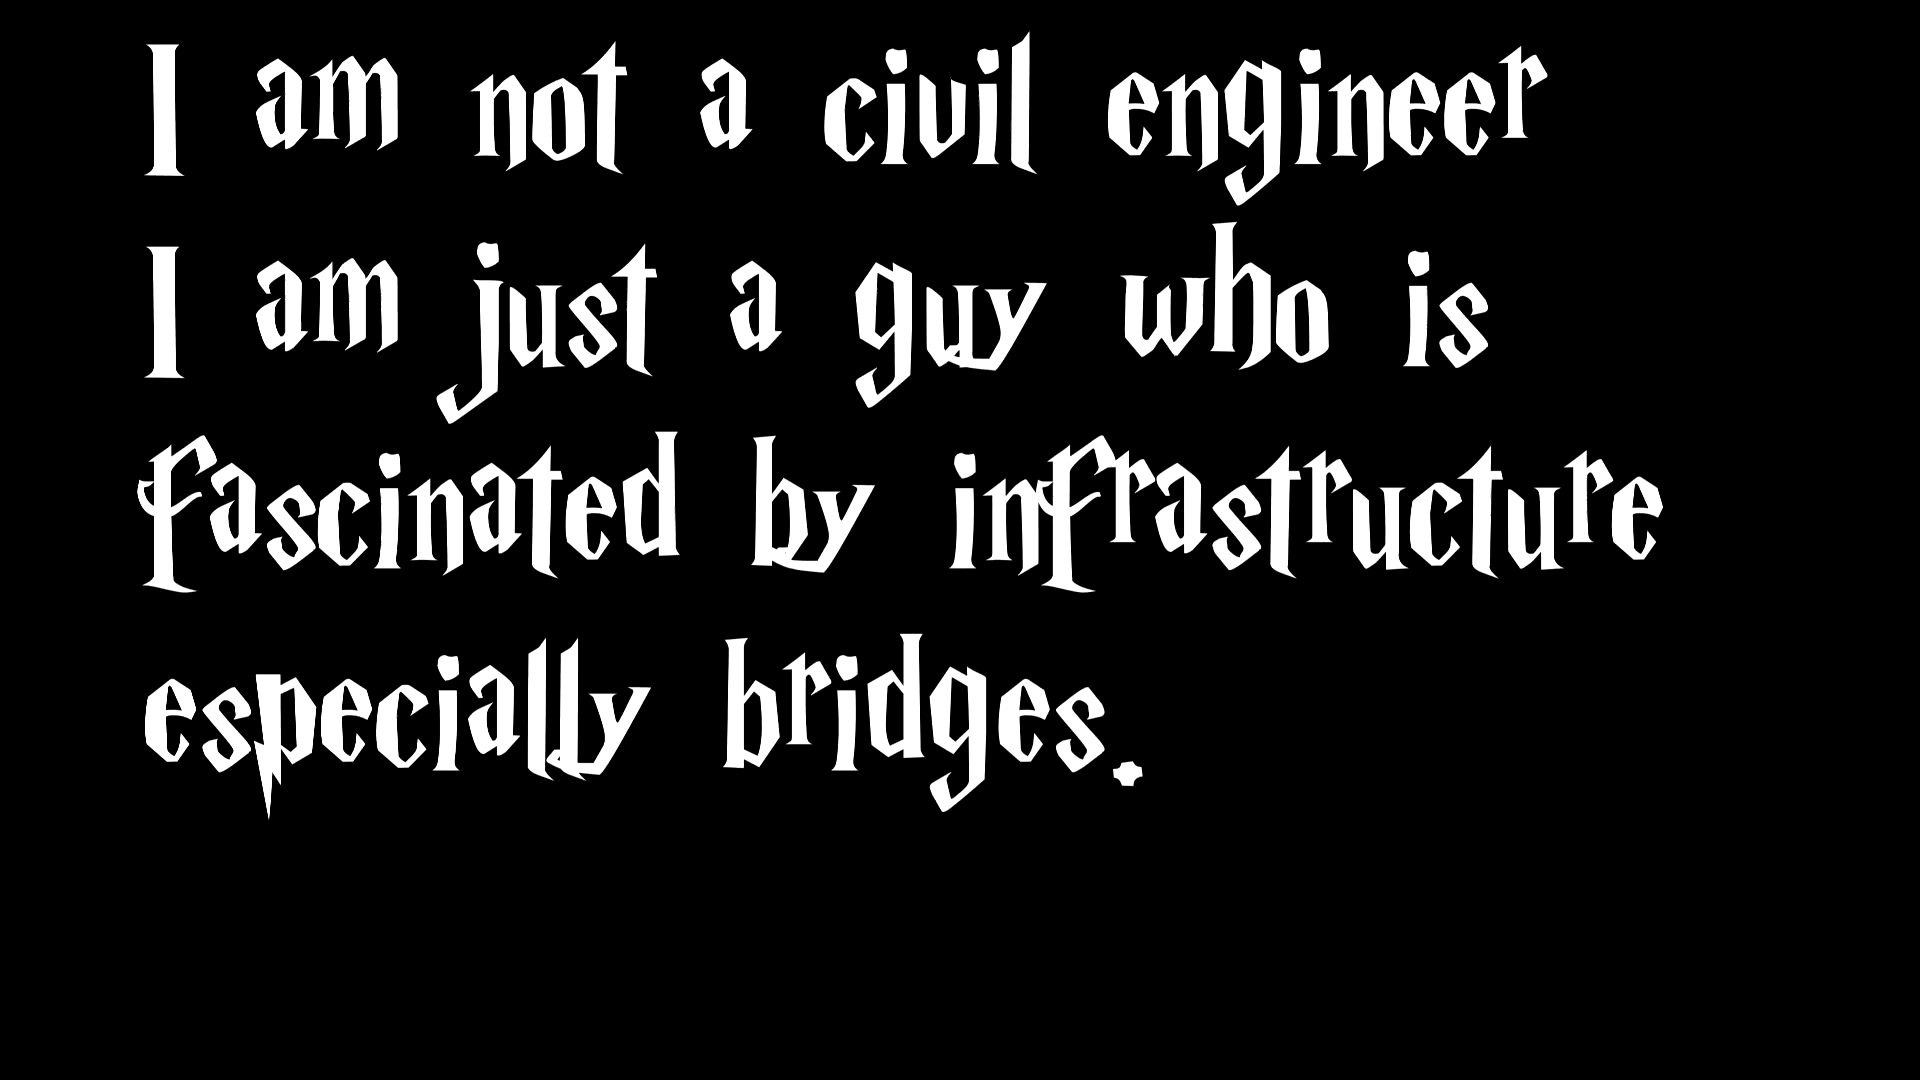 I am not a civil engineer
I am just a guy who is
fascinated by infrastructure
especially bridges.